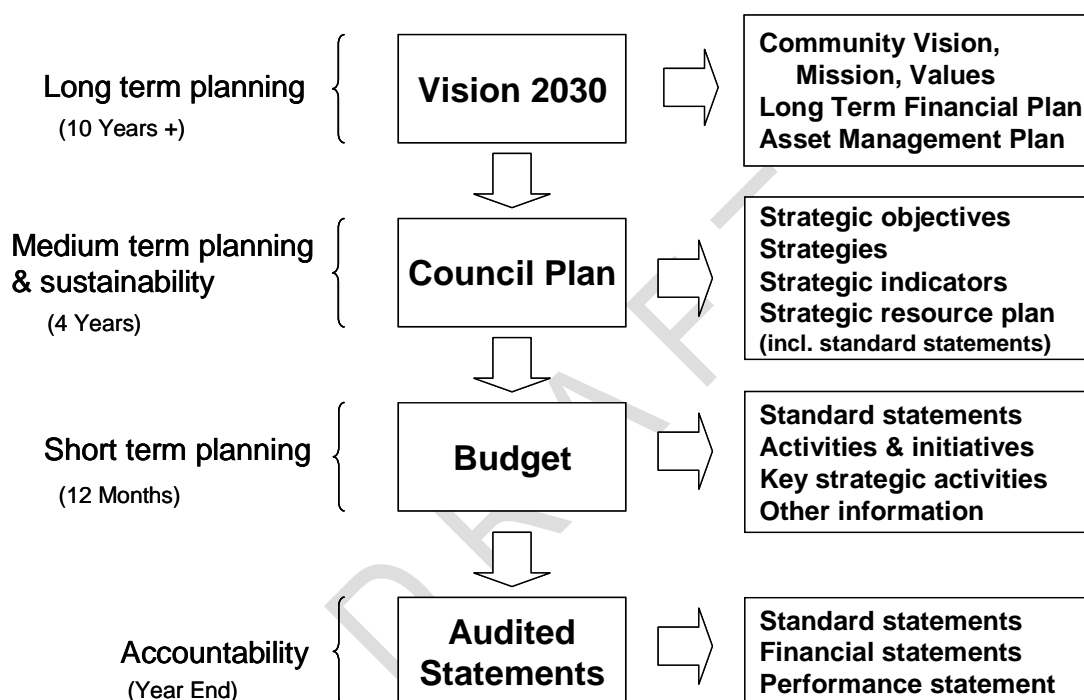 Long term planning
(10 Years +)
Vision 2030
Community Vision,
Mission, Values
Long Term Financial Plan
Asset Management Plan
Medium term planning
& sustainability
(4 Years)
Council Plan
Strategic objectives
Strategies
Strategic indicators
Strategic resource plan
(incl. standard statements)
Short term planning
(12 Months)
Budget
Standard statements
Activities & initiatives
Key strategic activities
Other information
Accountability
(Year End)
Audited
Statements
Standard statements
Financial statements
Performance statement
DRAFT